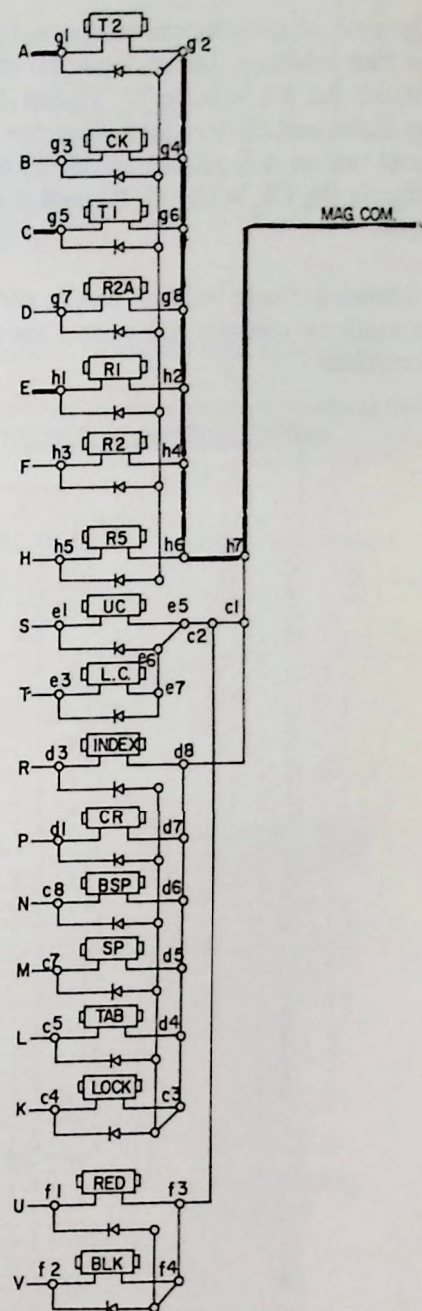 g1 T2 g2
A
g3 CK g4
B
g5 T1 g6
MAG. COM.
C
g7 R2A g8
D
h1 R1 h2
E
h3 R2 h4
F
h5 R5 h6 h7
H
e1 UC e5 c1
S c2
e6
e3 L.C. e7
T
d3 INDEX d8
R
d1 CR d7
P
c8 BSP d6
N
c7 SP d5
M
c5 TAB d4
L
c4 LOCK c3
K
f1 RED f3
U
f2 BLK f4
V